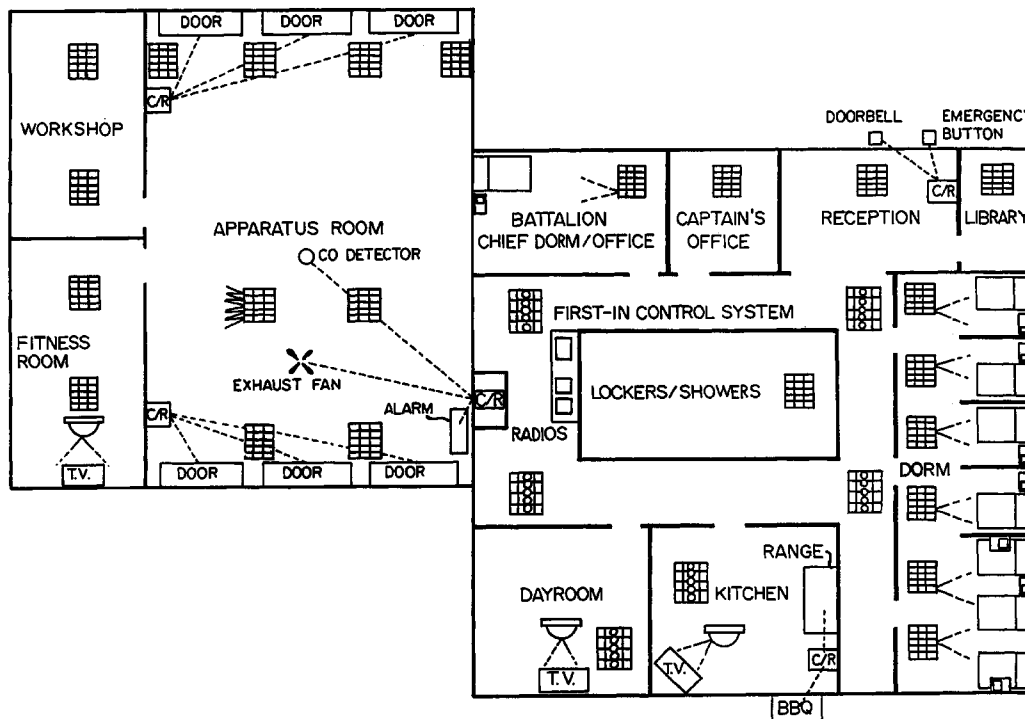 DOOR
DOOR
DOOR
C/R
WORKSHOP
DOORBELL
EMERGENCY
BUTTON
C/R
APPARATUS ROOM
BATTALION
CHIEF DORM/OFFICE
CAPTAIN'S
OFFICE
RECEPTION
LIBRARY
CO DETECTOR
FIRST-IN CONTROL SYSTEM
FITNESS
ROOM
EXHAUST FAN
LOCKERS/SHOWERS
ALARM
C/R
C/R
RADIOS
T.V.
DOOR
DOOR
DOOR
DORM
RANGE
DAYROOM
KITCHEN
T.V.
T.V.
C/R
BBQ